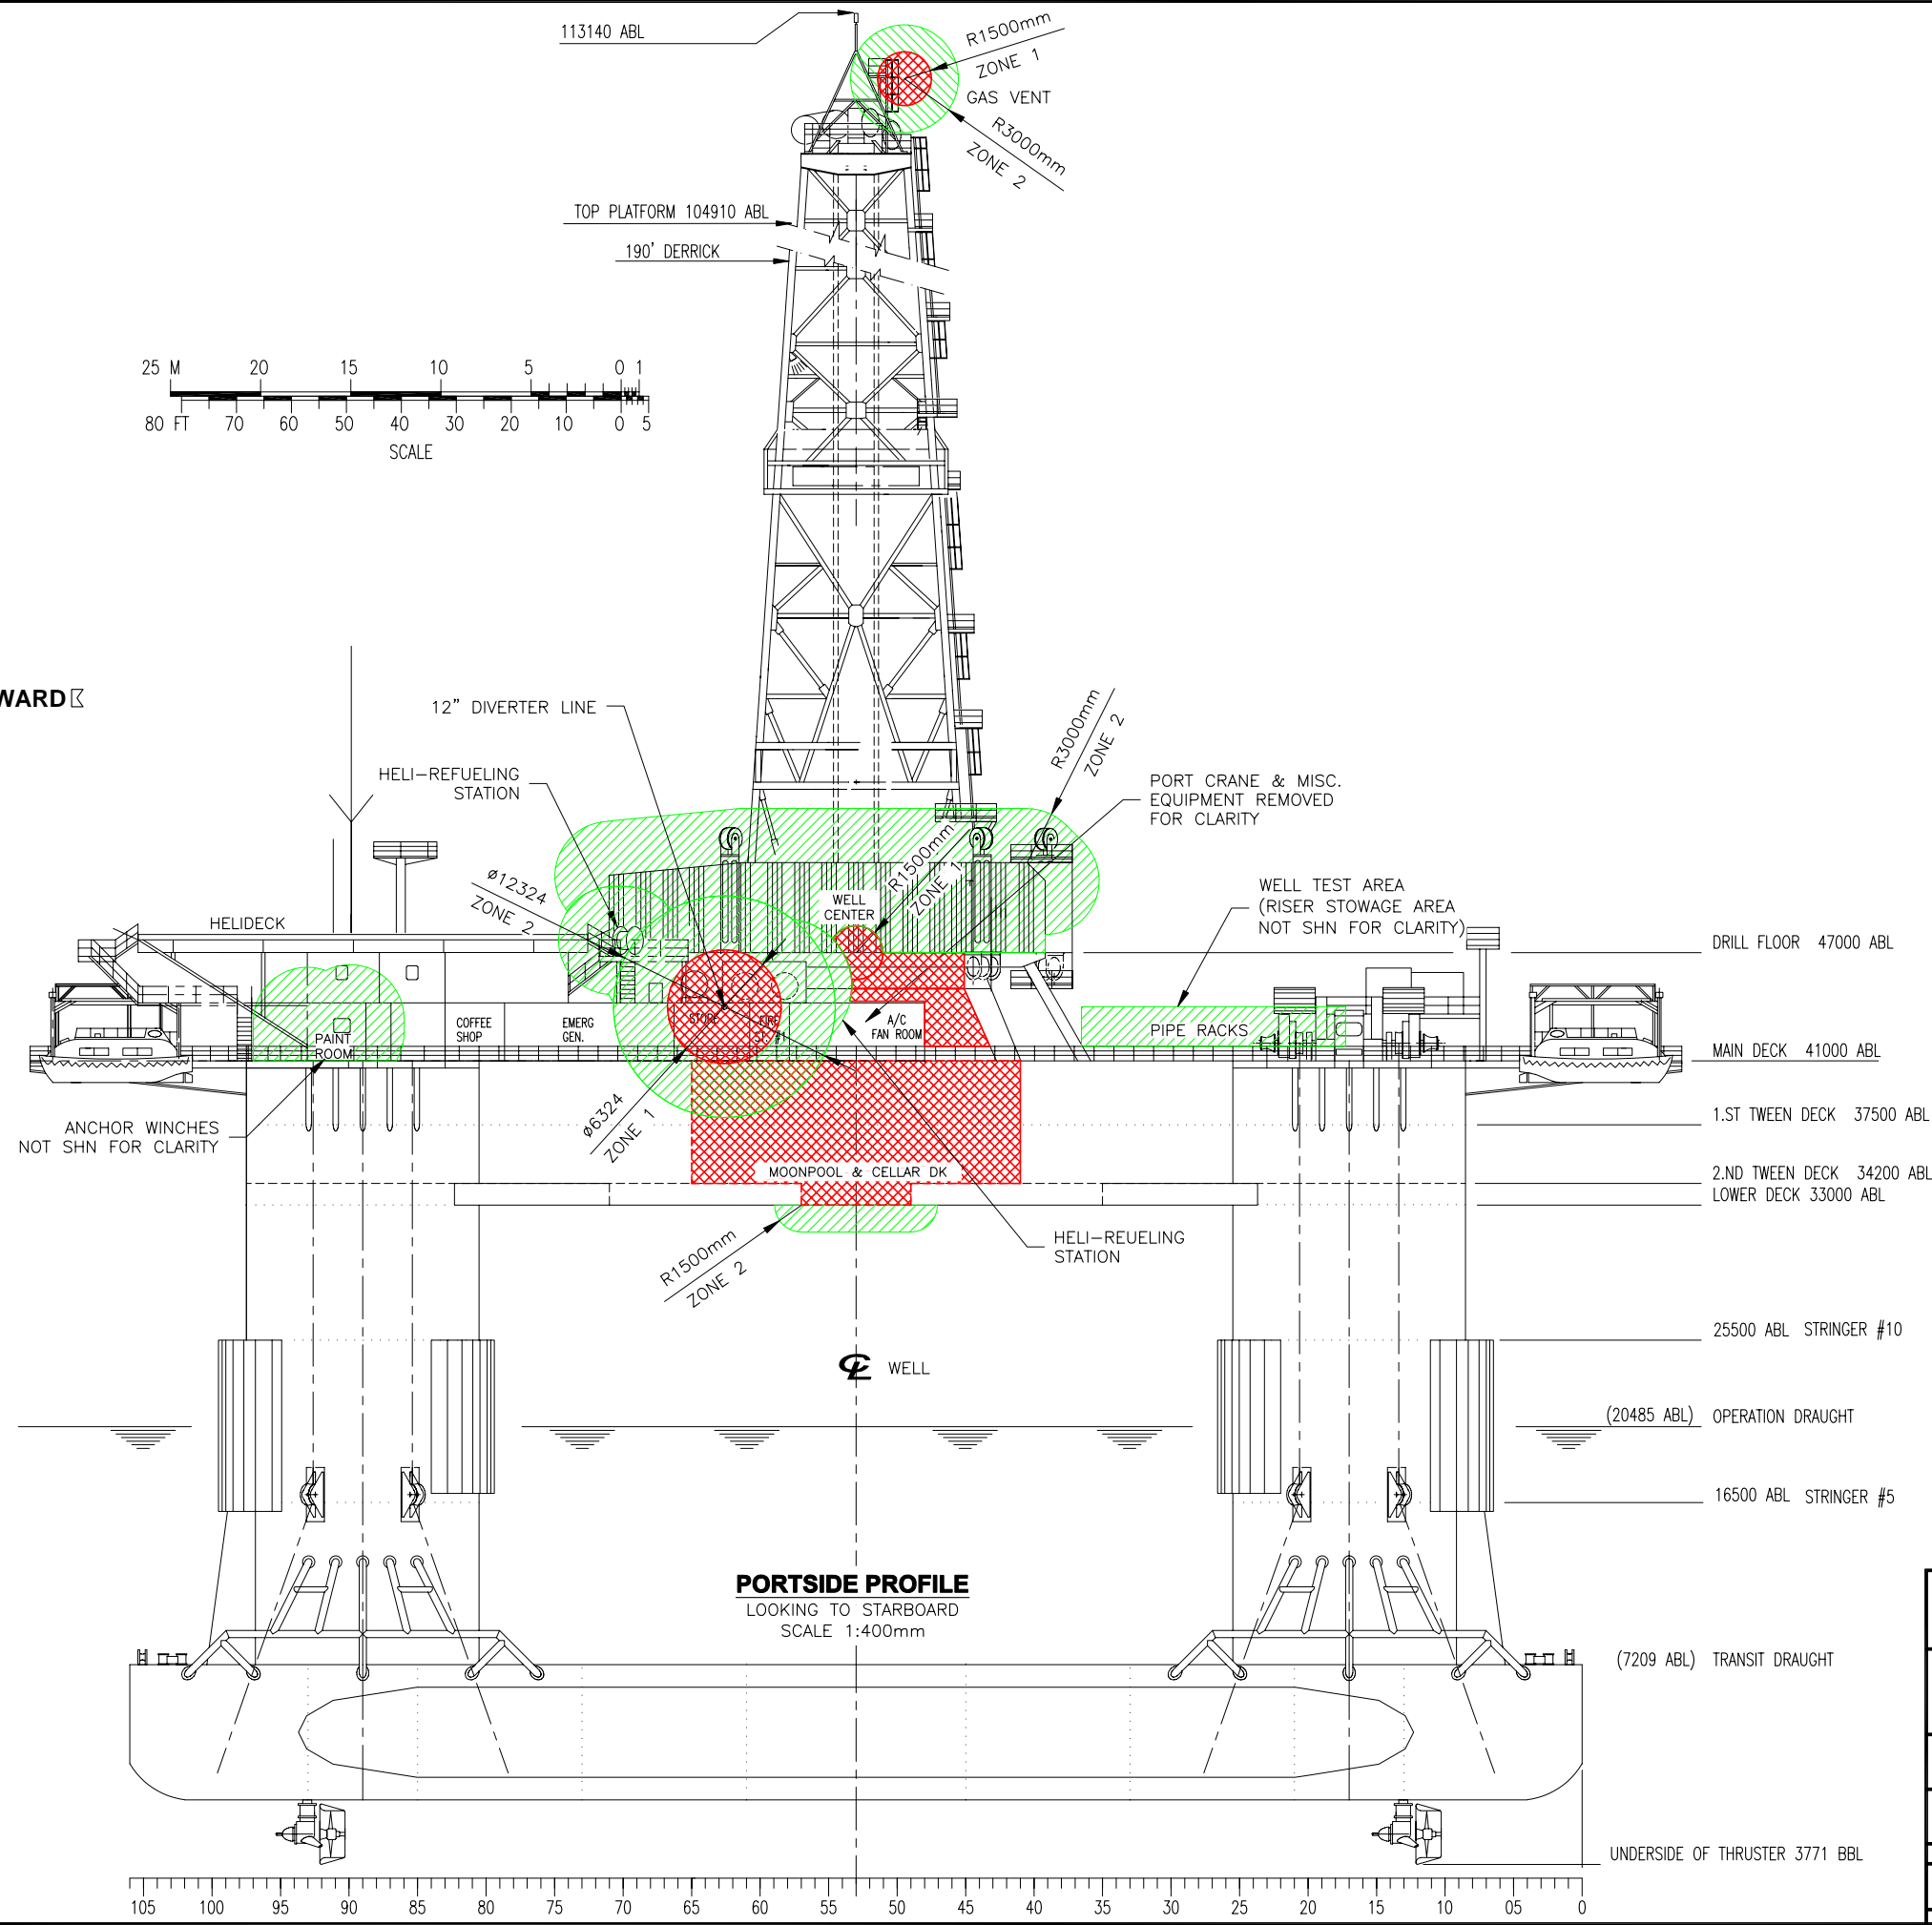 113140 ABL
R1500mm
ZONE 1
GAS VENT
R3000mm
ZONE 2
TOP PLATFORM 104910 ABL
190' DERRICK
25 M 20 15 10 5 0 1
80 FT 70 60 50 40 30 20 10 0 5
SCALE
WARD
12" DIVERTER LINE
HELI-REFUELING
STATION
R3000mm
ZONE 2
PORT CRANE & MISC.
EQUIPMENT REMOVED
FOR CLARITY
R1500mm
ZONE 1
ø12324
ZONE 2
WELL
CENTER
WELL TEST AREA
(RISER STOWAGE AREA
NOT SHN FOR CLARITY)
HELIDECK
DRILL FLOOR 47000 ABL
PAINT
ROOM
COFFEE
SHOP
EMERG
GEN.
STORE
FIRE
ST. #1
A/C
FAN ROOM
PIPE RACKS
MAIN DECK 41000 ABL
ø6324
ZONE 1
ANCHOR WINCHES
NOT SHN FOR CLARITY
1.ST TWEEN DECK 37500 ABL
MOONPOOL & CELLAR DK
2.ND TWEEN DECK 34200 ABL
LOWER DECK 33000 ABL
R1500mm
ZONE 2
HELI-REUELING
STATION
25500 ABL STRINGER #10
CL WELL
(20485 ABL) OPERATION DRAUGHT
16500 ABL STRINGER #5
PORTSIDE PROFILE
LOOKING TO STARBOARD
SCALE 1:400mm
(7209 ABL) TRANSIT DRAUGHT
UNDERSIDE OF THRUSTER 3771 BBL
105 100 95 90 85 80 75 70 65 60 55 50 45 40 35 30 25 20 15 10 05 0